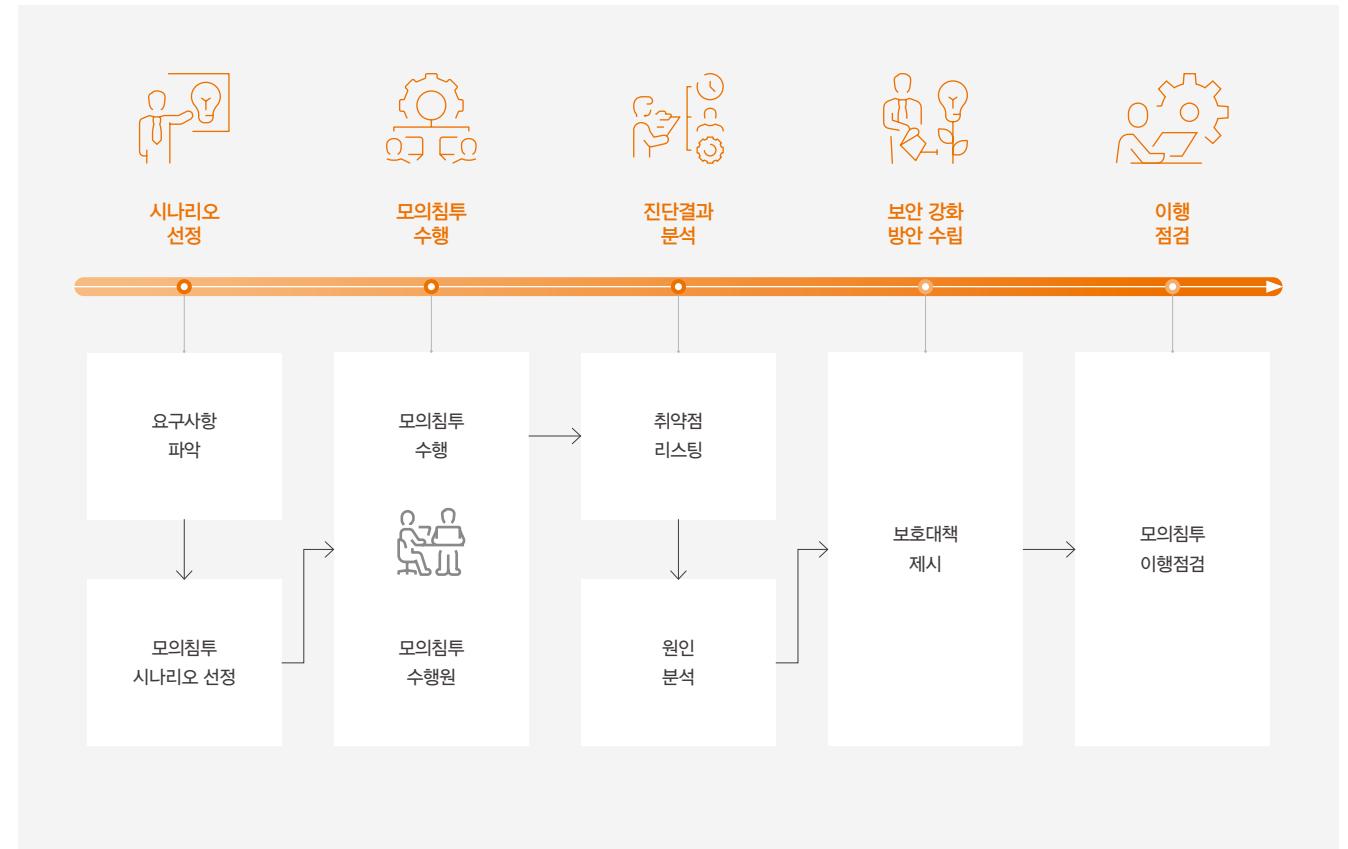 시나리오
선정
모의침투
수행
진단결과
분석
보안 강화
방안 수립
이행
점검
요구사항
파악
모의침투
시나리오 선정
모의침투
수행
모의침투
수행원
취약점
리스팅
원인
분석
보호대책
제시
모의침투
이행점검